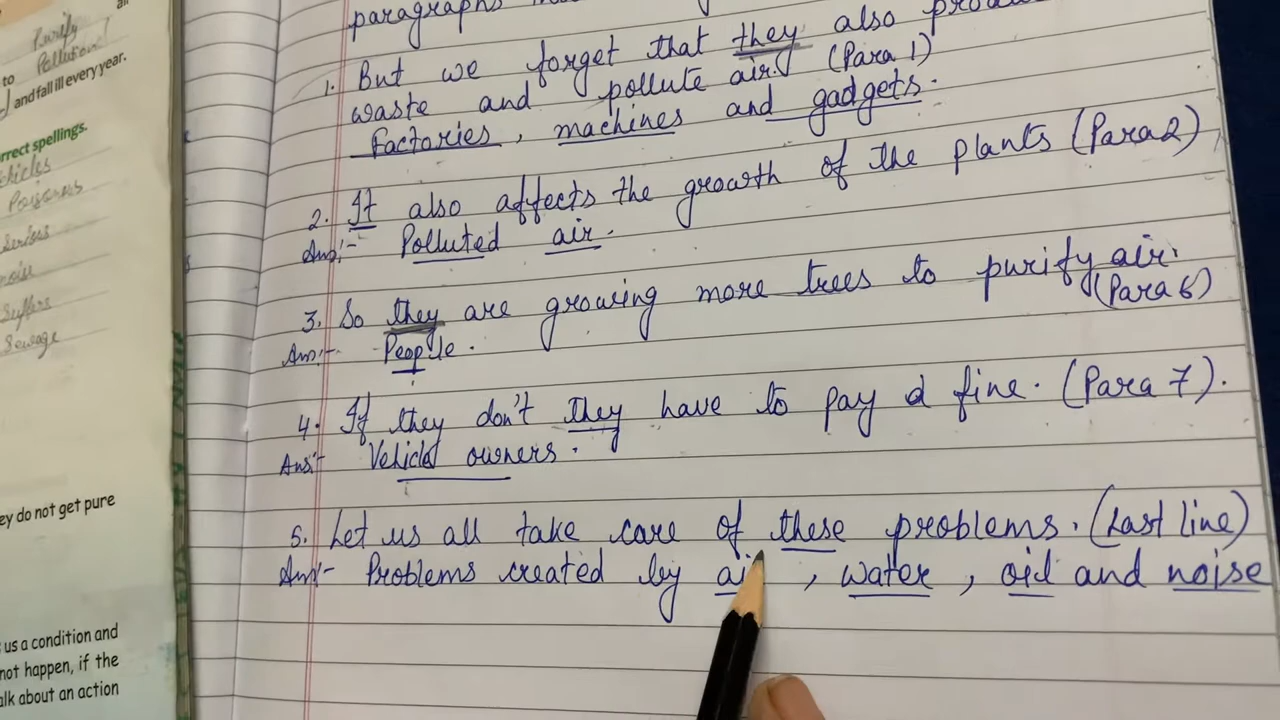 Purify
to Pollution
and fall ill every year.
rrect spellings.
hicles
Poisonous
Serious
Suffers
Sewage
ey do not get pure
us a condition and
not happen, if the
alk about an action
paragraphs
1. But we forget that they also
waste and pollute air. (Para 1)
Factories, machines and gadgets.
2. It also affects the growth of the plants (Para 2)
Ans:- Polluted air.
3. So they are growing more trees to purify air.
(Para 6)
Ans:- People.
4. If they don't they have to pay a fine. (Para 7).
Ans:- Vehicle owners.
5. Let us all take care of these problems. (Last line)
Ans:- Problems created by air, water, oil and noise